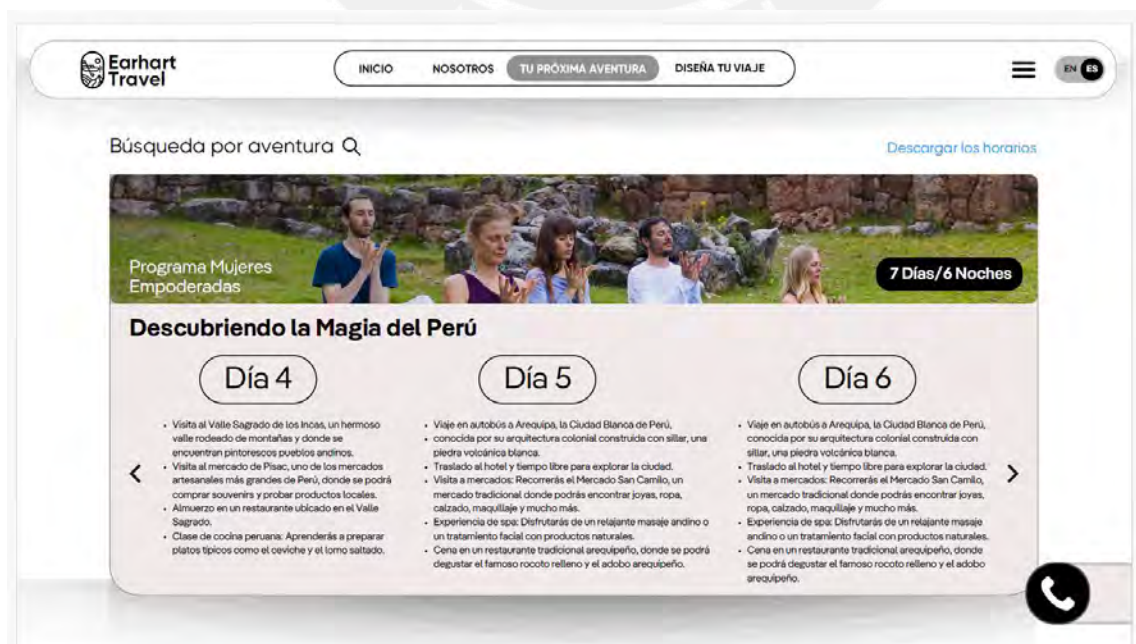 Earhart
Travel
INICIO NOSOTROS TU PRÓXIMA AVENTURA DISEÑA TU VIAJE
EN ES
Búsqueda por aventura
Descargar los horarios
Programa Mujeres
Empoderadas
7 Días/6 Noches
Descubriendo la Magia del Perú
Día 4
• Visita al Valle Sagrado de los Incas, un hermoso
valle rodeado de montañas y donde se
encuentran pintorescos pueblos andinos.
• Visita al mercado de Pisac, uno de los mercados
artesanales más grandes de Perú, donde se podrá
comprar souvenirs y probar productos locales.
• Almuerzo en un restaurante ubicado en el Valle
Sagrado.
• Clase de cocina peruana: Aprenderás a preparar
platos típicos como el ceviche y el lomo saltado.
Día 5
• Viaje en autobús a Arequipa, la Ciudad Blanca de Perú,
• conocida por su arquitectura colonial construida con sillar, una
piedra volcánica blanca.
• Traslado al hotel y tiempo libre para explorar la ciudad.
• Visita a mercados: Recorrerás el Mercado San Camilo, un
mercado tradicional donde podrás encontrar joyas, ropa,
calzado, maquillaje y mucho más.
• Experiencia de spa: Disfrutarás de un relajante masaje andino o
un tratamiento facial con productos naturales.
• Cena en un restaurante tradicional arequipeño, donde se podrá
degustar el famoso rocoto relleno y el adobo arequipeño.
Día 6
• Viaje en autobús a Arequipa, la Ciudad Blanca de Perú,
conocida por su arquitectura colonial construida con
sillar, una piedra volcánica blanca.
• Traslado al hotel y tiempo libre para explorar la ciudad.
• Visita a mercados: Recorrerás el Mercado San Camilo,
un mercado tradicional donde podrás encontrar joyas,
ropa, calzado, maquillaje y mucho más.
• Experiencia de spa: Disfrutarás de un relajante masaje
andino o un tratamiento facial con productos naturales.
• Cena en un restaurante tradicional arequipeño, donde
se podrá degustar el famoso rocoto relleno y el adobo
arequipeño.